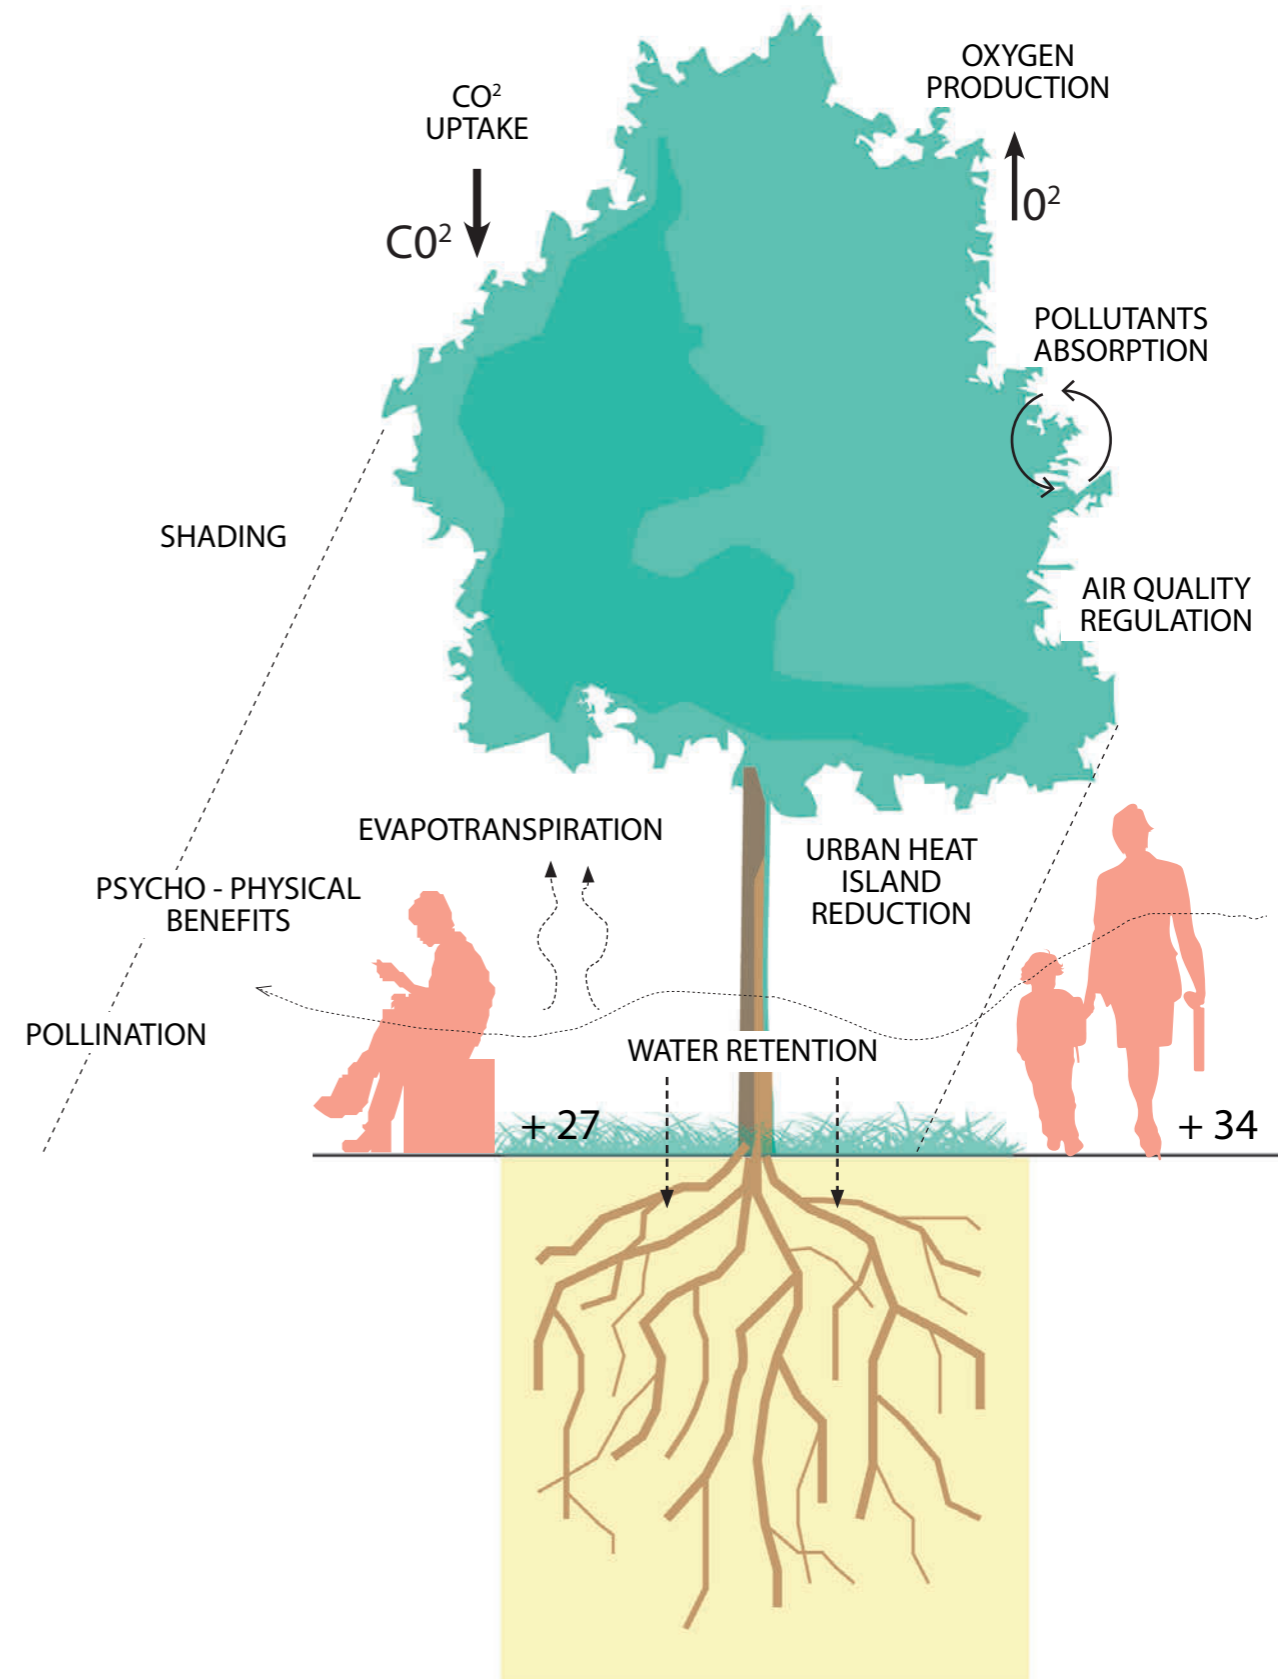 CO²
UPTAKE
C0²
OXYGEN
PRODUCTION
0²
POLLUTANTS
ABSORPTION
SHADING
AIR QUALITY
REGULATION
EVAPOTRANSPIRATION
URBAN HEAT
ISLAND
REDUCTION
PSYCHO - PHYSICAL
BENEFITS
POLLINATION
WATER RETENTION
+ 27
+ 34